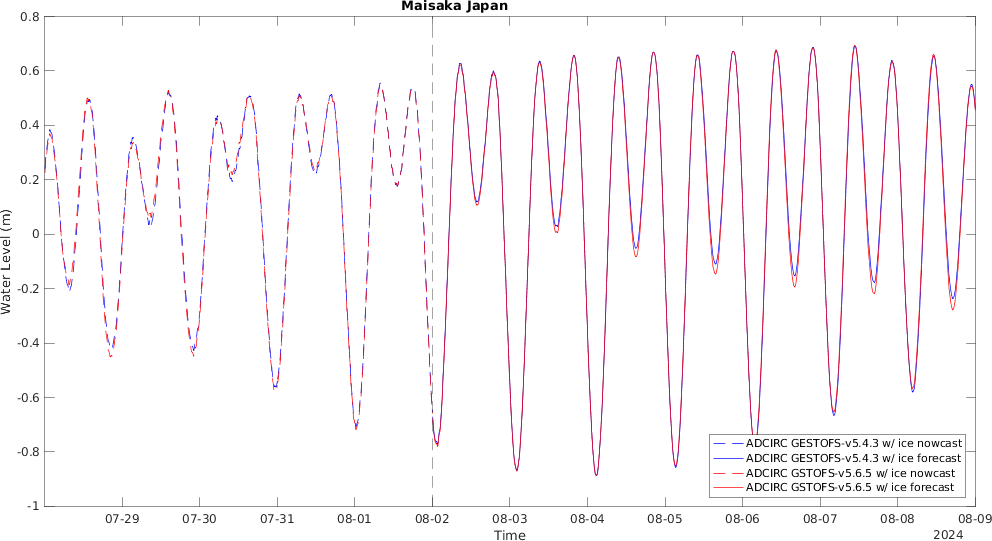 Maisaka Japan
0.8
0.6
0.4
0.2
0
-0.2
-0.4
-0.6
-0.8
-1
Water Level (m)
ADCIRC GESTOFS-v5.4.3 w/ ice nowcast
ADCIRC GESTOFS-v5.4.3 w/ ice forecast
ADCIRC GSTOFS-v5.6.5 w/ ice nowcast
ADCIRC GSTOFS-v5.6.5 w/ ice forecast
07-29 07-30 07-31 08-01 08-02 08-03 08-04 08-05 08-06 08-07 08-08 08-09
Time
2024